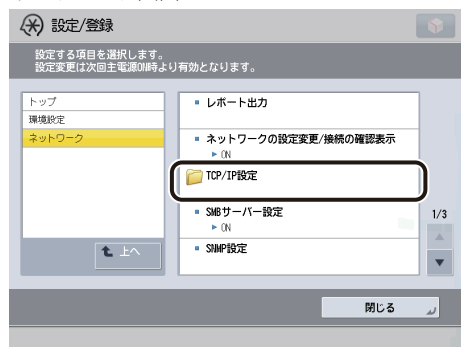 設定/登録
設定する項目を選択します。
設定変更は次回主電源ON時より有効となります。
トップ
環境設定
ネットワーク
上へ
レポート出力
ネットワークの設定変更/接続の確認表示
ON
TCP/IP設定
SMBサーバー設定
ON
SNMP設定
1/3
閉じる